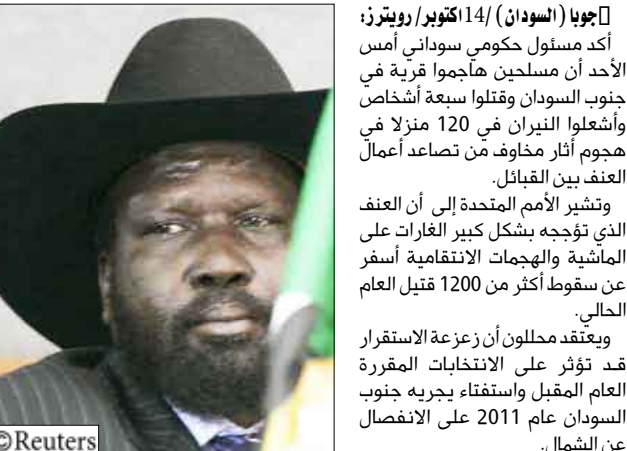 جوبا (السودان) /14 اكتوبر/ رويترز:
أكد مسئول حكومي سوداني أمس
الأحد أن مسلحين هاجموا قرية في
جنوب السودان وقتلوا سبعة أشخاص
وأشعلوا النيران في 120 منزلا في
هجوم أثار مخاوف من تصاعد أعمال
العنف بين القبائل.
وتشير الأمم المتحدة إلى أن العنف
الذي تؤججه بشكل كبير الغارات على
الماشية والهجمات الانتقامية أسفر
عن سقوط أكثر من 1200 قتيل العام
الحالي.
ويعتقد محللون أن زعزعة الاستقرار
قد تؤثر على الانتخابات المقررة
العام المقبل واستفتاء يجريه جنوب
السودان عام 2011 على الانفصال
عن الشمال.
©Reuters